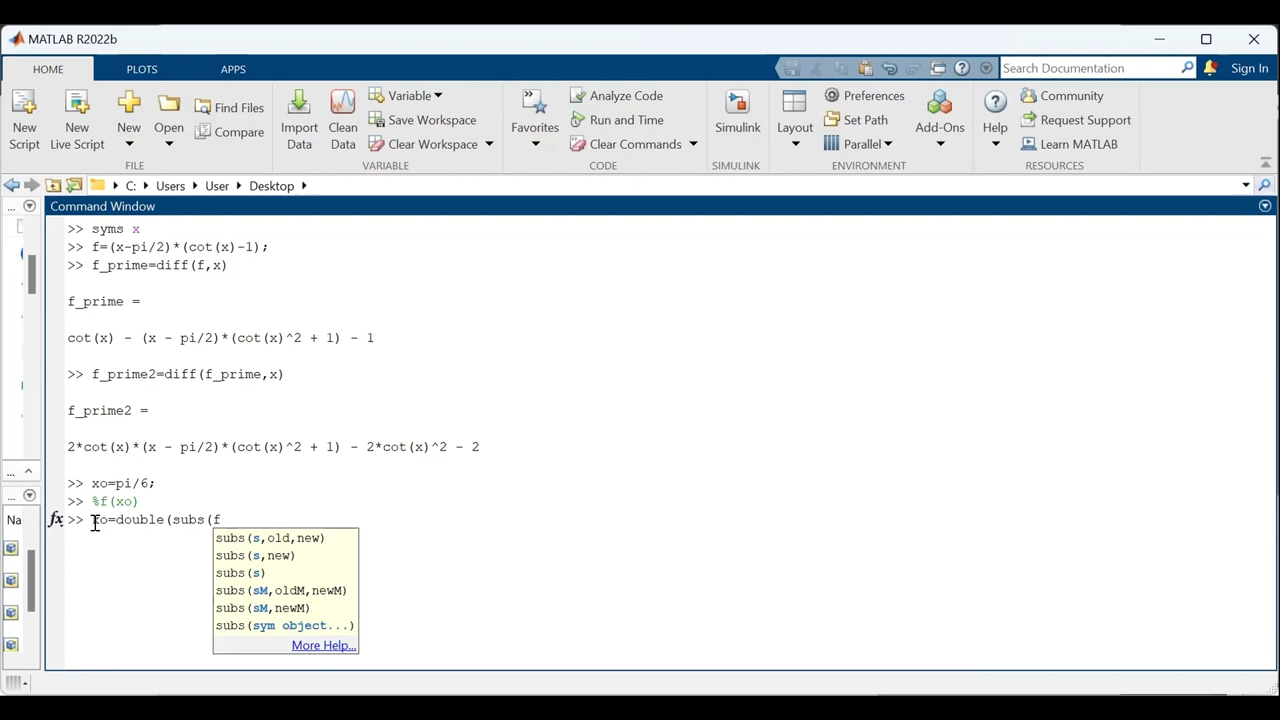 MATLAB R2022b
HOME PLOTS APPS Search Documentation Sign In
New Script New Live Script New Open Find Files Compare Import Data Clean Data Variable Save Workspace Clear Workspace Favorites Analyze Code Run and Time Clear Commands Simulink Layout Preferences Set Path Parallel Add-Ons Help Community Request Support Learn MATLAB
FILE VARIABLE CODE SIMULINK ENVIRONMENT RESOURCES
C: Users User Desktop
... Command Window
>> syms x
>> f=(x-pi/2)*(cot(x)-1);
>> f_prime=diff(f,x)
f_prime =
cot(x) - (x - pi/2)*(cot(x)^2 + 1) - 1
>> f_prime2=diff(f_prime,x)
f_prime2 =
2*cot(x)*(x - pi/2)*(cot(x)^2 + 1) - 2*cot(x)^2 - 2
...
>> xo=pi/6;
...
>> %f(xo)
Na
fx >> xo=double(subs(f
subs(s,old,new)
subs(s,new)
subs(s)
subs(sM,oldM,newM)
subs(sM,newM)
subs(sym object...)
More Help...